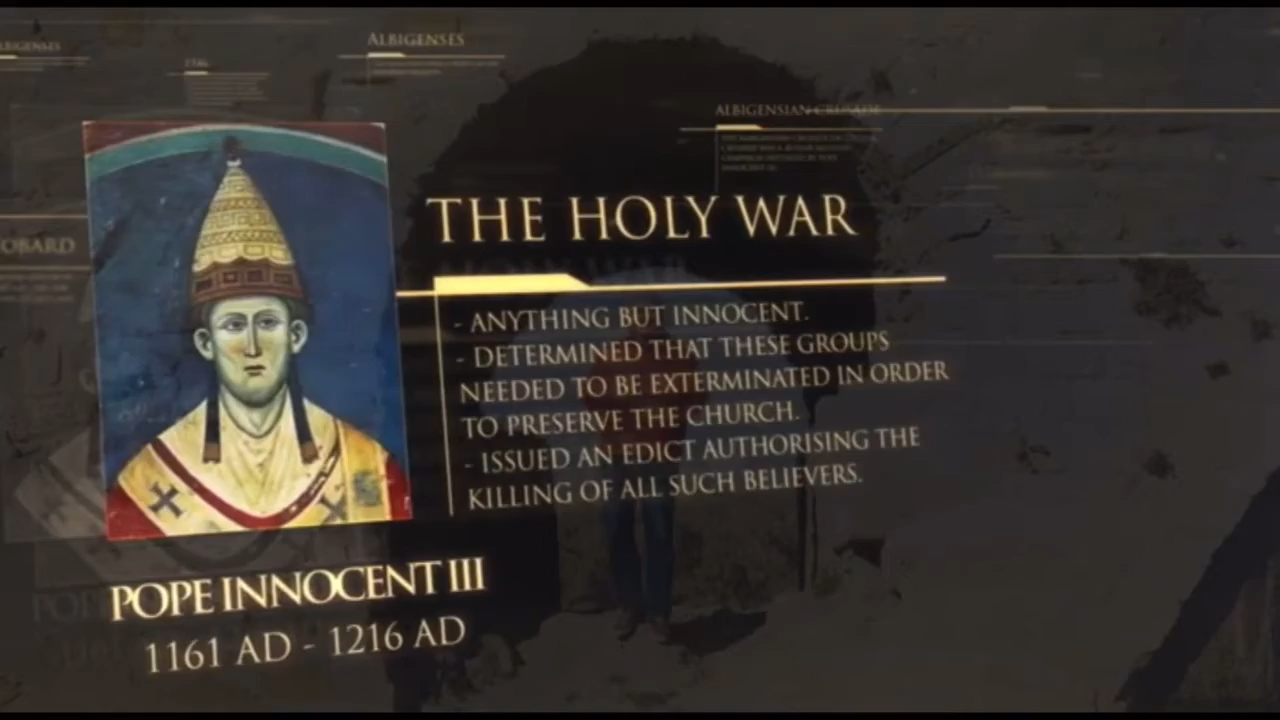 ALBIGENSES
ALBIGENSES
1346
ALBIGENSIAN CRUSADE
OBARD
THE HOLY WAR
- ANYTHING BUT INNOCENT.
- DETERMINED THAT THESE GROUPS
NEEDED TO BE EXTERMINATED IN ORDER
TO PRESERVE THE CHURCH.
- ISSUED AN EDICT AUTHORISING THE
KILLING OF ALL SUCH BELIEVERS.
POPE INNOCENT III
1161 AD - 1216 AD